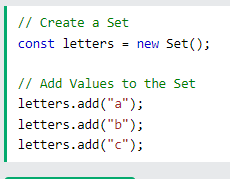 // Create a Set
const letters = new Set();
// Add Values to the Set
letters.add("a");
letters.add("b");
letters.add("c");